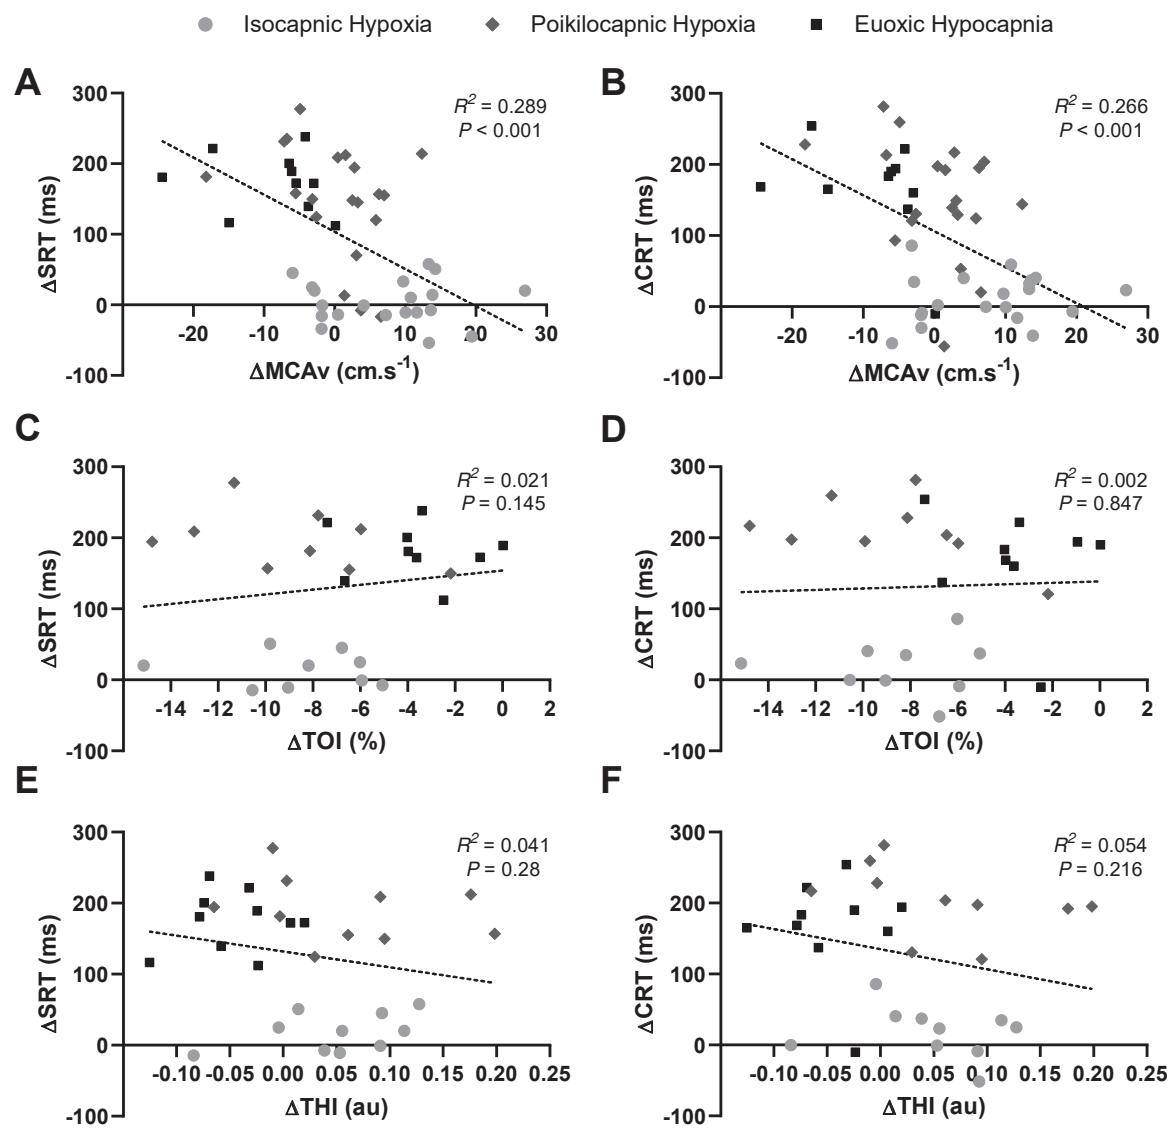 Isocapnic Hypoxia Poikilocapnic Hypoxia Euoxic Hypocapnia
A
300
200
100
0
-100
ΔSRT (ms)
R² = 0.289
P < 0.001
-20 -10 0 10 20 30
ΔMCAv (cm.s⁻¹)
B
300
200
100
0
-100
ΔCRT (ms)
R² = 0.266
P < 0.001
-20 -10 0 10 20 30
ΔMCAv (cm.s⁻¹)
C
300
200
100
0
-100
ΔSRT (ms)
R² = 0.021
P = 0.145
-14 -12 -10 -8 -6 -4 -2 0 2
ΔTOI (%)
D
300
200
100
0
-100
ΔCRT (ms)
R² = 0.002
P = 0.847
-14 -12 -10 -8 -6 -4 -2 0 2
ΔTOI (%)
E
300
200
100
0
-100
ΔSRT (ms)
R² = 0.041
P = 0.28
-0.10 -0.05 0.00 0.05 0.10 0.15 0.20 0.25
ΔTHI (au)
F
300
200
100
0
-100
ΔCRT (ms)
R² = 0.054
P = 0.216
-0.10 -0.05 0.00 0.05 0.10 0.15 0.20 0.25
ΔTHI (au)